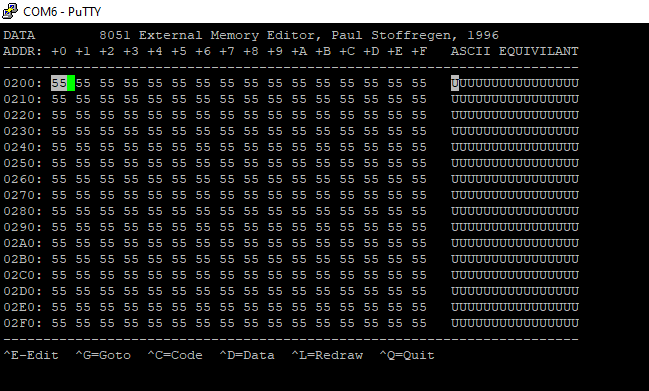 COM6 - PuTTY
DATA 8051 External Memory Editor, Paul Stoffregen, 1996
ADDR: +0 +1 +2 +3 +4 +5 +6 +7 +8 +9 +A +B +C +D +E +F ASCII EQUIVILANT
------------------------------------------------------------------------
0200: 55 55 55 55 55 55 55 55 55 55 55 55 55 55 55 55 UUUUUUUUUUUUUUUU
0210: 55 55 55 55 55 55 55 55 55 55 55 55 55 55 55 55 UUUUUUUUUUUUUUUU
0220: 55 55 55 55 55 55 55 55 55 55 55 55 55 55 55 55 UUUUUUUUUUUUUUUU
0230: 55 55 55 55 55 55 55 55 55 55 55 55 55 55 55 55 UUUUUUUUUUUUUUUU
0240: 55 55 55 55 55 55 55 55 55 55 55 55 55 55 55 55 UUUUUUUUUUUUUUUU
0250: 55 55 55 55 55 55 55 55 55 55 55 55 55 55 55 55 UUUUUUUUUUUUUUUU
0260: 55 55 55 55 55 55 55 55 55 55 55 55 55 55 55 55 UUUUUUUUUUUUUUUU
0270: 55 55 55 55 55 55 55 55 55 55 55 55 55 55 55 55 UUUUUUUUUUUUUUUU
0280: 55 55 55 55 55 55 55 55 55 55 55 55 55 55 55 55 UUUUUUUUUUUUUUUU
0290: 55 55 55 55 55 55 55 55 55 55 55 55 55 55 55 55 UUUUUUUUUUUUUUUU
02A0: 55 55 55 55 55 55 55 55 55 55 55 55 55 55 55 55 UUUUUUUUUUUUUUUU
02B0: 55 55 55 55 55 55 55 55 55 55 55 55 55 55 55 55 UUUUUUUUUUUUUUUU
02C0: 55 55 55 55 55 55 55 55 55 55 55 55 55 55 55 55 UUUUUUUUUUUUUUUU
02D0: 55 55 55 55 55 55 55 55 55 55 55 55 55 55 55 55 UUUUUUUUUUUUUUUU
02E0: 55 55 55 55 55 55 55 55 55 55 55 55 55 55 55 55 UUUUUUUUUUUUUUUU
02F0: 55 55 55 55 55 55 55 55 55 55 55 55 55 55 55 55 UUUUUUUUUUUUUUUU
------------------------------------------------------------------------
^E-Edit ^G=Goto ^C=Code ^D=Data ^L=Redraw ^Q=Quit